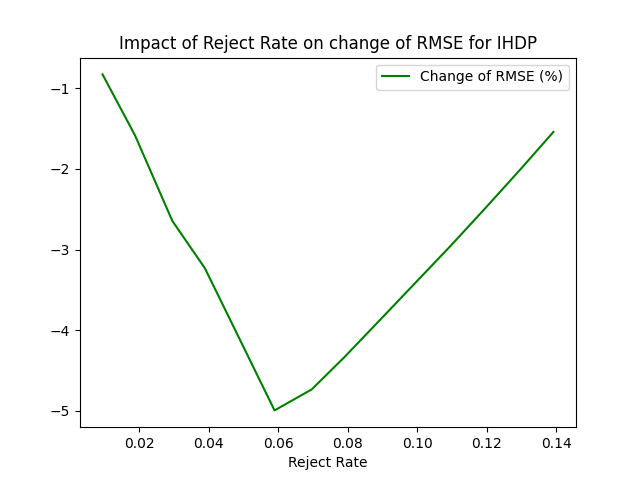 Impact of Reject Rate on change of RMSE for IHDP
Change of RMSE (%)
−1
−2
−3
−4
−5
0.02 0.04 0.06 0.08 0.10 0.12 0.14
Reject Rate